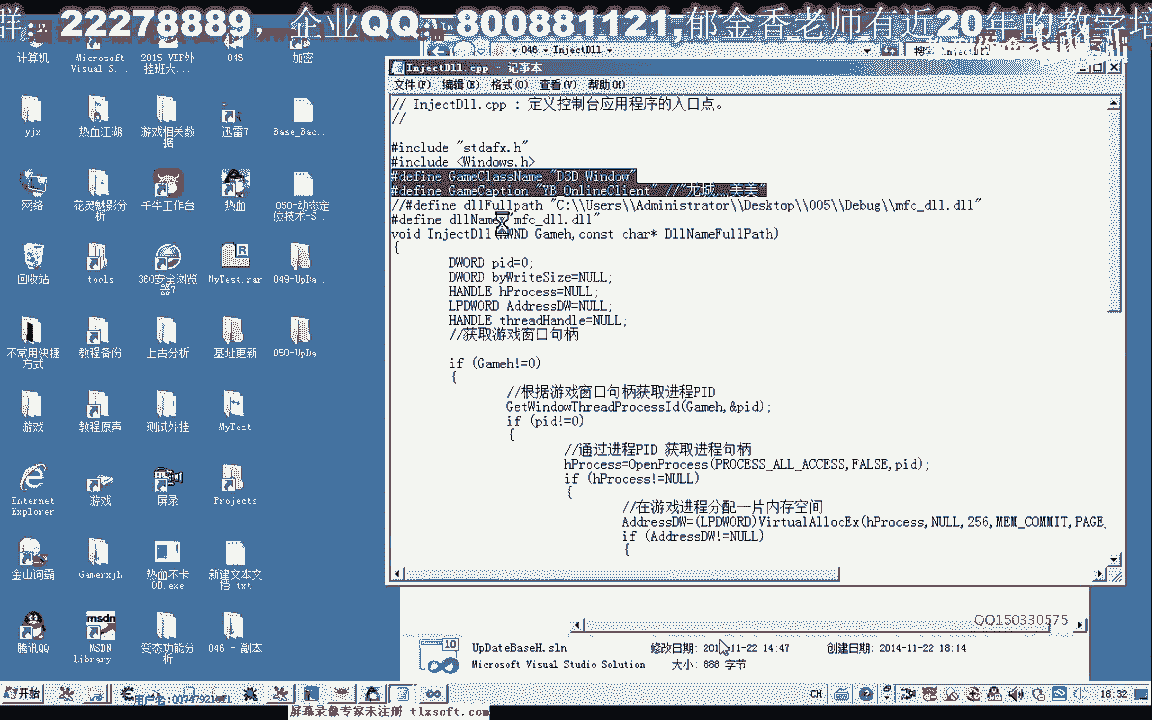 群：22278889，企业QQ：800881121,郁金香老师有近20年的教学培
计算机
Microsoft Visual S...
2015 VIP外挂班大...
048
加密
yjx
热血江湖
游戏相关数据
迅雷7
Base_Bac...
网络
花灵魅影分析
千牛工作台
热血
050-动态定位技术-S...
回收站
tools
360安全浏览器7
MyTest.rar
049-UpDa..
不常用快捷方式
教程备份
上古分析
基址更新
050-UpDa
游戏
教程原声
测试外挂
MyTest
Internet Explorer
游戏
屏录
Projects
金山词霸
Gamerxjh
热血不卡OD.exe
新建文本文档.txt
腾讯QQ
MSDN Library
变态功能分析
046 - 副本
046 ▸ InjectDll ▸
InjectDll.cpp - 记事本
文件(F) 编辑(E) 格式(O) 查看(V) 帮助(H)
// InjectDll.cpp : 定义控制台应用程序的入口点。
//
#include "stdafx.h"
#include <Windows.h>
#define GameClassName "D3D Window"
#define GameCaption "YB_OnlineClient" //"
//#define dllFullpath "C:\\Users\\Administrator\\Desktop\\005\\Debug\\mfc_dll.dll"
#define dllName "mfc_dll.dll"
void InjectDll(HWND Gameh,const char* DllNameFullPath)
{
DWORD pid=0;
DWORD byWriteSize=NULL;
HANDLE hProcess=NULL;
LPDWORD AddressDW=NULL;
HANDLE threadHandle=NULL;
//获取游戏窗口句柄
if (Gameh!=0)
{
//根据游戏窗口句柄获取进程PID
GetWindowThreadProcessId(Gameh,&pid);
if (pid!=0)
{
//通过进程PID 获取进程句柄
hProcess=OpenProcess(PROCESS_ALL_ACCESS,FALSE,pid);
if (hProcess!=NULL)
{
//在游戏进程分配一片内存空间
AddressDW=(LPDWORD)VirtualAllocEx(hProcess,NULL,256,MEM_COMMIT,PAGE_
if (AddressDW!=NULL)
{
QQ150330575
UpDateBaseH.sln 修改日期: 2014-11-22 14:47 创建日期: 2014-11-22 18:14
Microsoft Visual Studio Solution 大小: 888 字节
开始
CH
16:32
屏幕录像专家未注册 tlxsoft.com